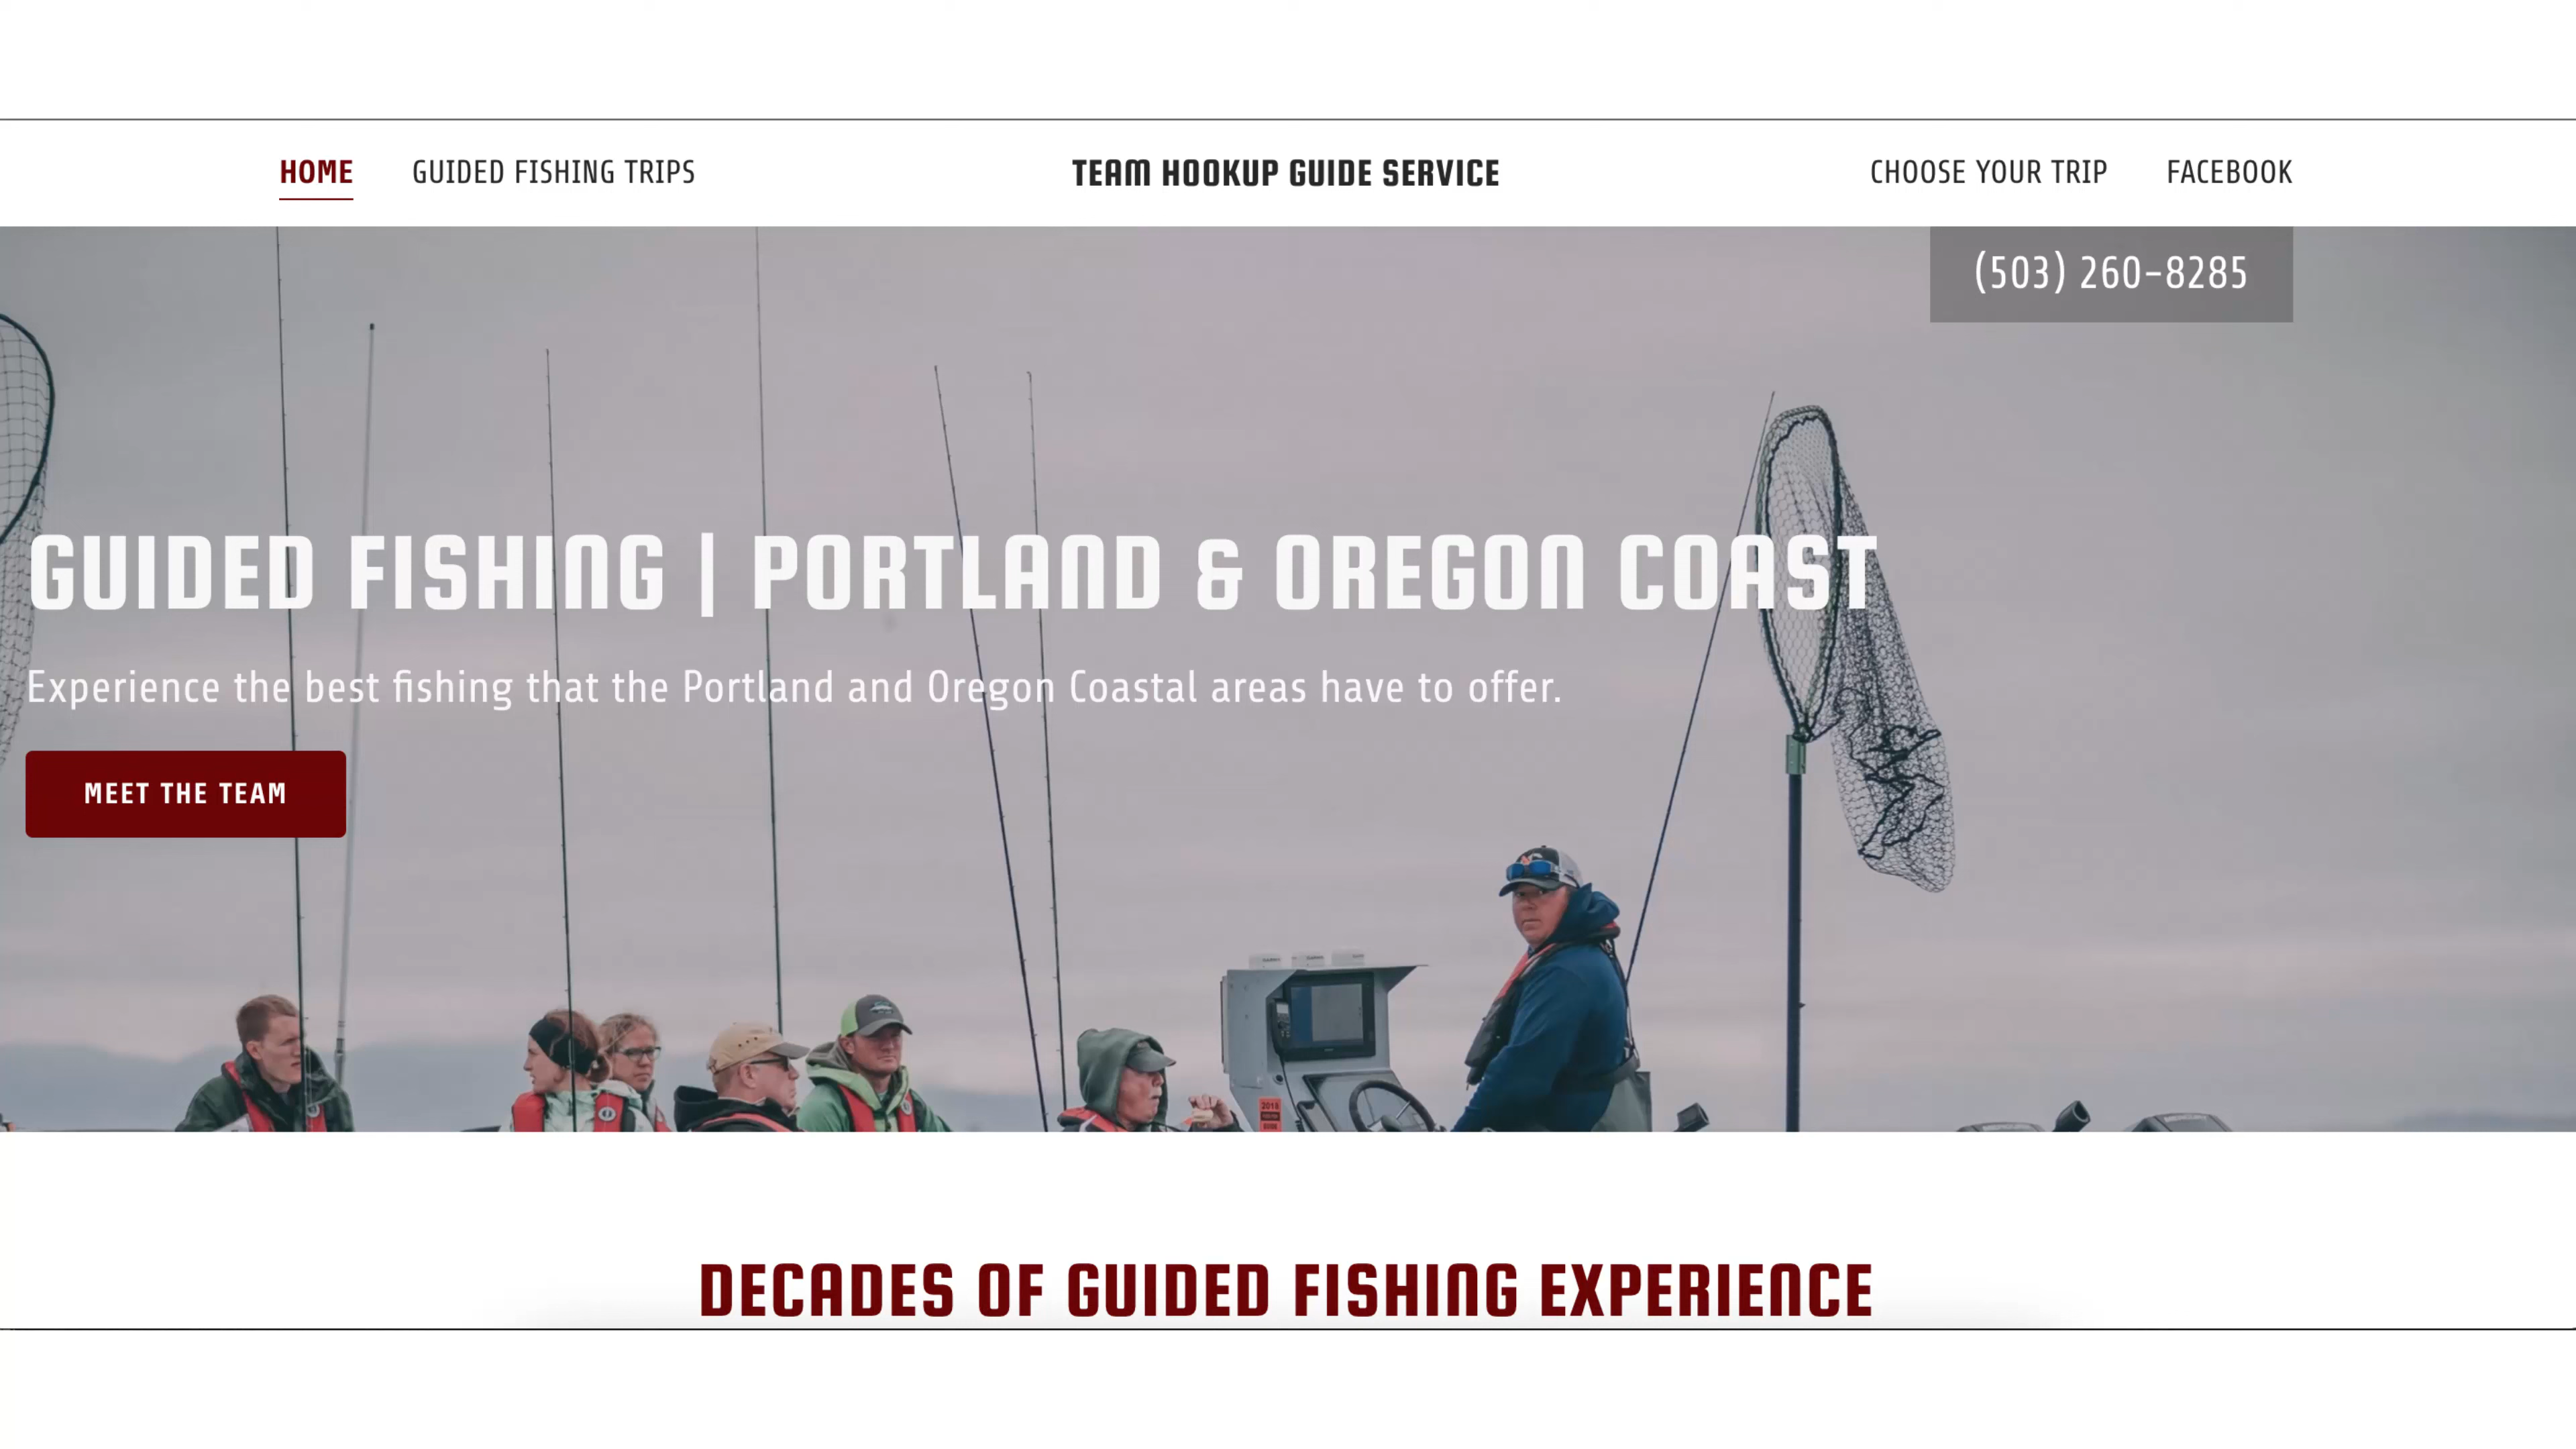 HOME
GUIDED FISHING TRIPS
TEAM HOOKUP GUIDE SERVICE
CHOOSE YOUR TRIP
FACEBOOK
(503) 260-8285
GUIDED FISHING | PORTLAND & OREGON COAST
Experience the best fishing that the Portland and Oregon Coastal areas have to offer.
MEET THE TEAM
2018
DECADES OF GUIDED FISHING EXPERIENCE